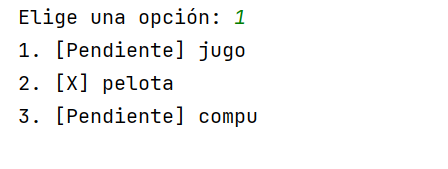 Elige una opción: 1
1. [Pendiente] jugo
2. [X] pelota
3. [Pendiente] compu